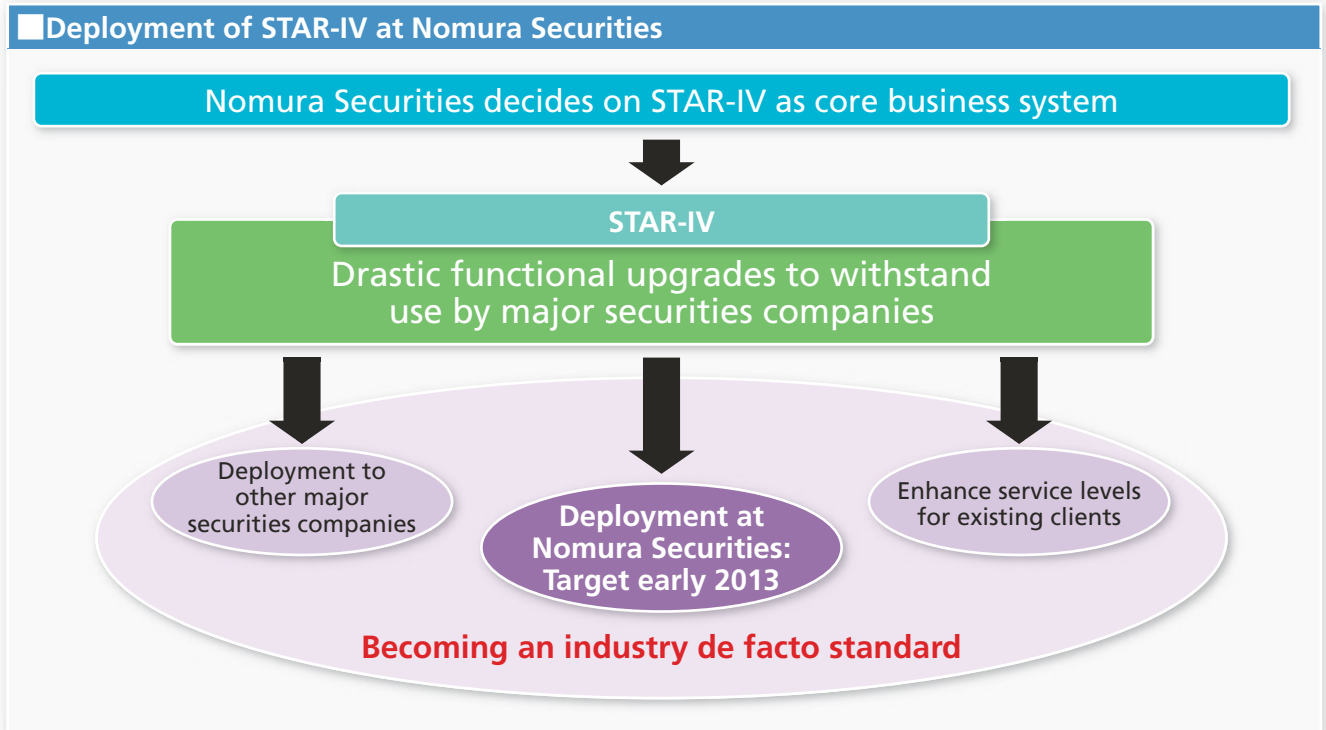 ■Deployment of STAR-IV at Nomura Securities
Nomura Securities decides on STAR-IV as core business system
STAR-IV
Drastic functional upgrades to withstand
use by major securities companies
Deployment to
other major
securities companies
Deployment at
Nomura Securities:
Target early 2013
Enhance service levels
for existing clients
Becoming an industry de facto standard